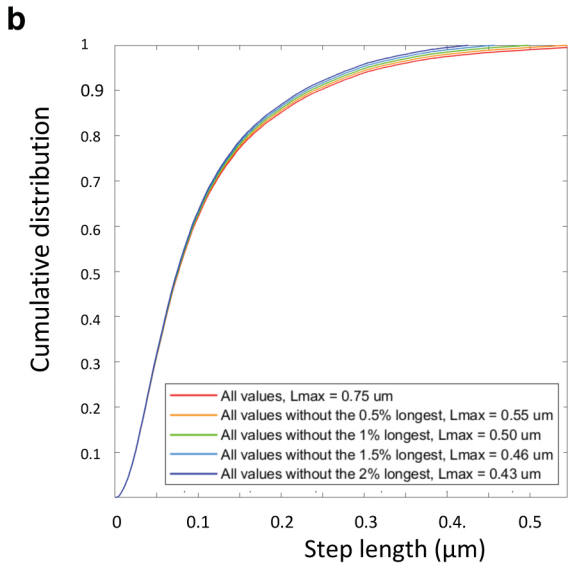 b
Cumulative distribution
1
0.9
0.8
0.7
0.6
0.5
0.4
0.3
0.2
0.1
All values, Lmax = 0.75 um
All values without the 0.5% longest, Lmax = 0.55 um
All values without the 1% longest, Lmax = 0.50 um
All values without the 1.5% longest, Lmax = 0.46 um
All values without the 2% longest, Lmax = 0.43 um
0 0.1 0.2 0.3 0.4. 0.5
Step length (μm)